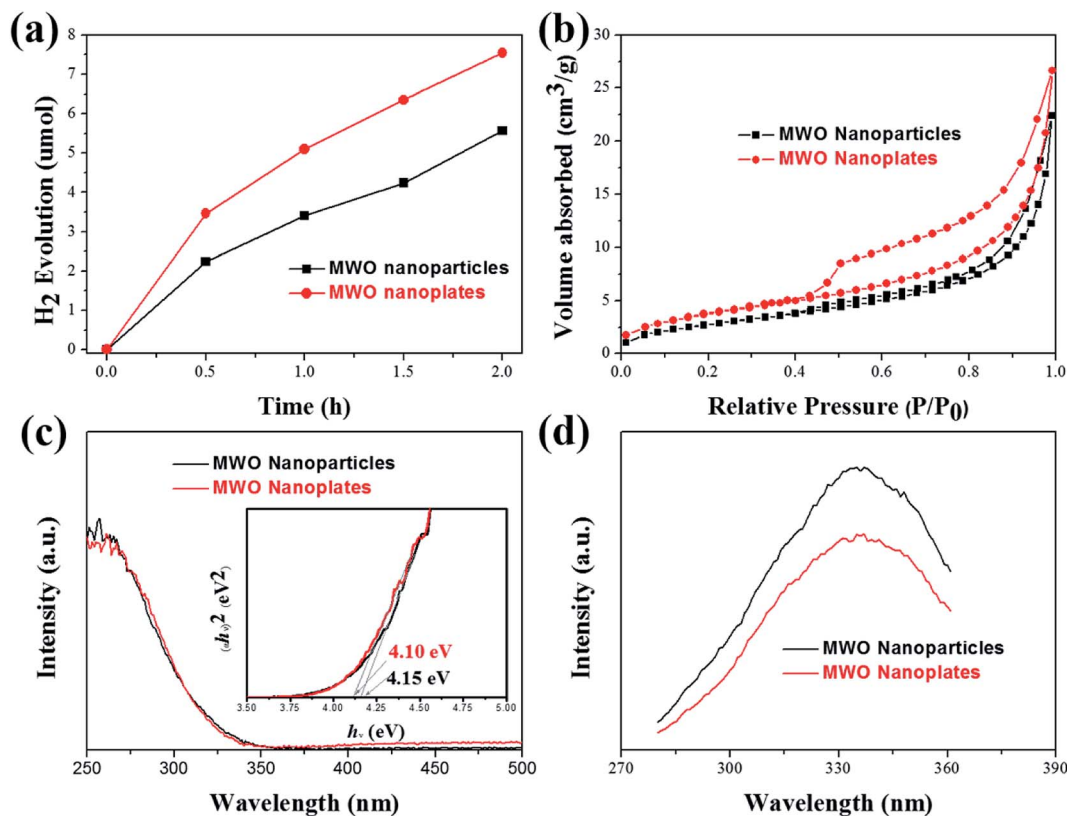 (a)
H2 Evolution (umol)
8
7
6
5
4
3
2
1
0
MWO nanoparticles
MWO nanoplates
0.0 0.5 1.0 1.5 2.0
Time (h)
(b)
Volume absorbed (cm3/g)
30
25
20
15
10
5
0
MWO Nanoparticles
MWO Nanoplates
0.0 0.2 0.4 0.6 0.8 1.0
Relative Pressure (P/P0)
(c)
Intensity (a.u.)
MWO Nanoparticles
MWO Nanoplates
(αhν)2 (eV2)
4.10 eV
4.15 eV
3.50 3.75 4.00 4.25 4.50 4.75 5.00
hν (eV)
250 300 350 400 450 500
Wavelength (nm)
(d)
Intensity (a.u.)
MWO Nanoparticles
MWO Nanoplates
270 300 330 360 390
Wavelength (nm)